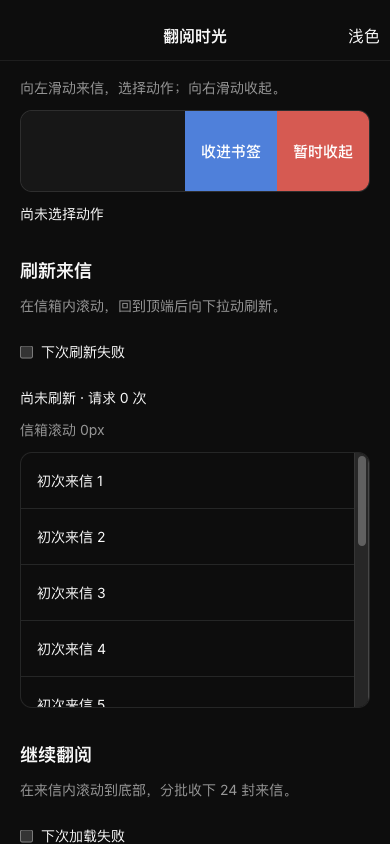 翻阅时光
浅色
向左滑动来信，选择动作；向右滑动收起。
收进书签
暂时收起
尚未选择动作
刷新来信
在信箱内滚动，回到顶端后向下拉动刷新。
下次刷新失败
尚未刷新 · 请求 0 次
信箱滚动 0px
初次来信 1
初次来信 2
初次来信 3
初次来信 4
初次来信 5
继续翻阅
在来信内滚动到底部，分批收下 24 封来信。
下次加载失败